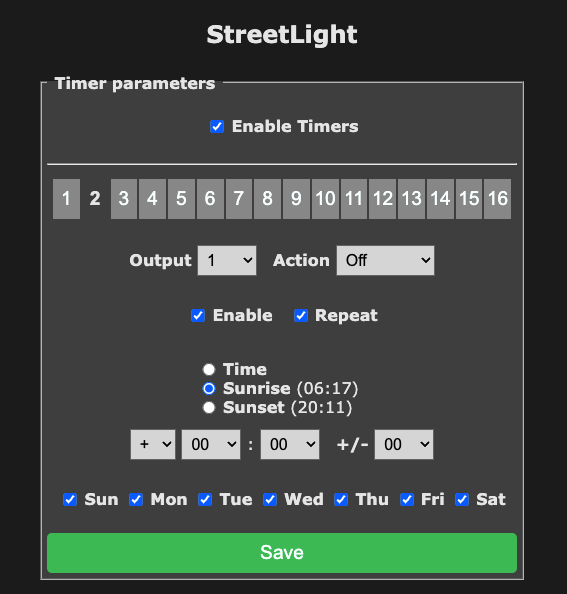 StreetLight
Timer parameters
Enable Timers
1 2 3 4 5 6 7 8 9 10 11 12 13 14 15 16
Output 1 Action Off
Enable Repeat
Time
Sunrise (06:17)
Sunset (20:11)
+ 00 : 00 +/- 00
Sun Mon Tue Wed Thu Fri Sat
Save